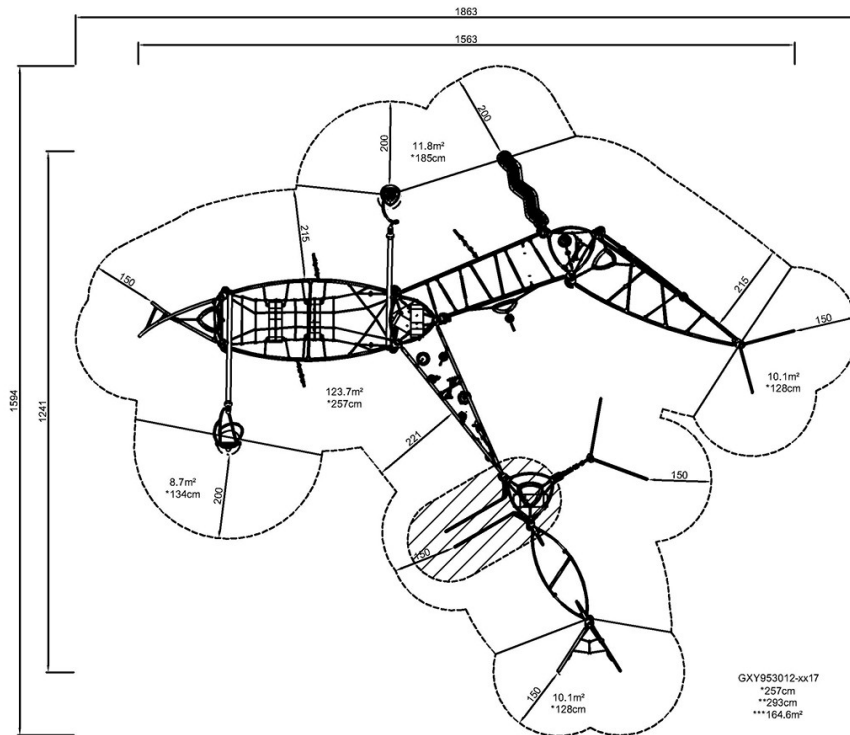 1863
1563
200
200
11.8m²
*185cm
215
150
215
150
1594
1241
123.7m²
*257cm
10.1m²
*128cm
221
8.7m²
*134cm
200
150
150
GXY953012-xx17
*257cm
**293cm
***164.6m²
150
10.1m²
*128cm